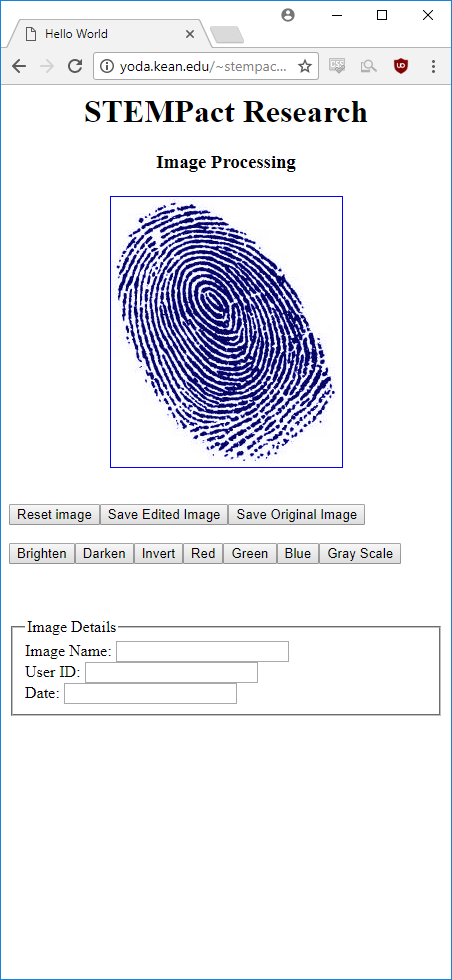 Hello World
yoda.kean.edu/~stempac...
CSS
STEMPact Research
Image Processing
Reset image Save Edited Image Save Original Image
Brighten Darken Invert Red Green Blue Gray Scale
Image Details
Image Name:
User ID:
Date: